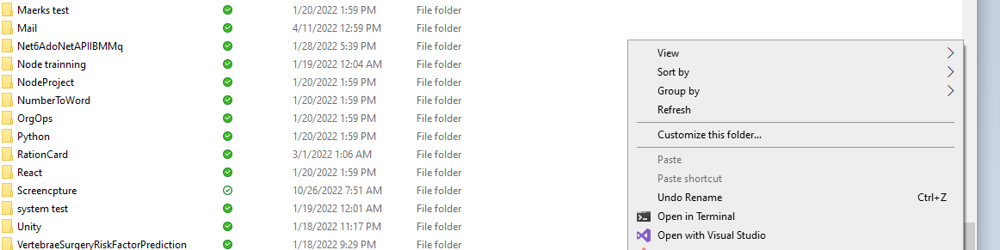 Maerks test 1/20/2022 1:59 PM File folder
Mail 4/11/2022 12:59 PM File folder
Net6AdoNetAPIIBMMq 1/28/2022 5:39 PM File folder
Node trainning 1/19/2022 12:04 AM File folder
NodeProject 1/20/2022 1:59 PM File folder
NumberToWord 1/20/2022 1:59 PM File folder
OrgOps 1/20/2022 1:59 PM File folder
Python 1/20/2022 1:59 PM File folder
RationCard 3/1/2022 1:06 AM File folder
React 1/20/2022 1:59 PM File folder
Screencpture 10/26/2022 7:51 AM File folder
system test 1/19/2022 12:01 AM File folder
Unity 1/18/2022 11:17 PM File folder
VertebraeSurgeryRiskFactorPrediction 1/18/2022 9:29 PM File folder
View
Sort by
Group by
Refresh
Customize this folder...
Paste
Paste shortcut
Undo Rename Ctrl+Z
Open in Terminal
Open with Visual Studio